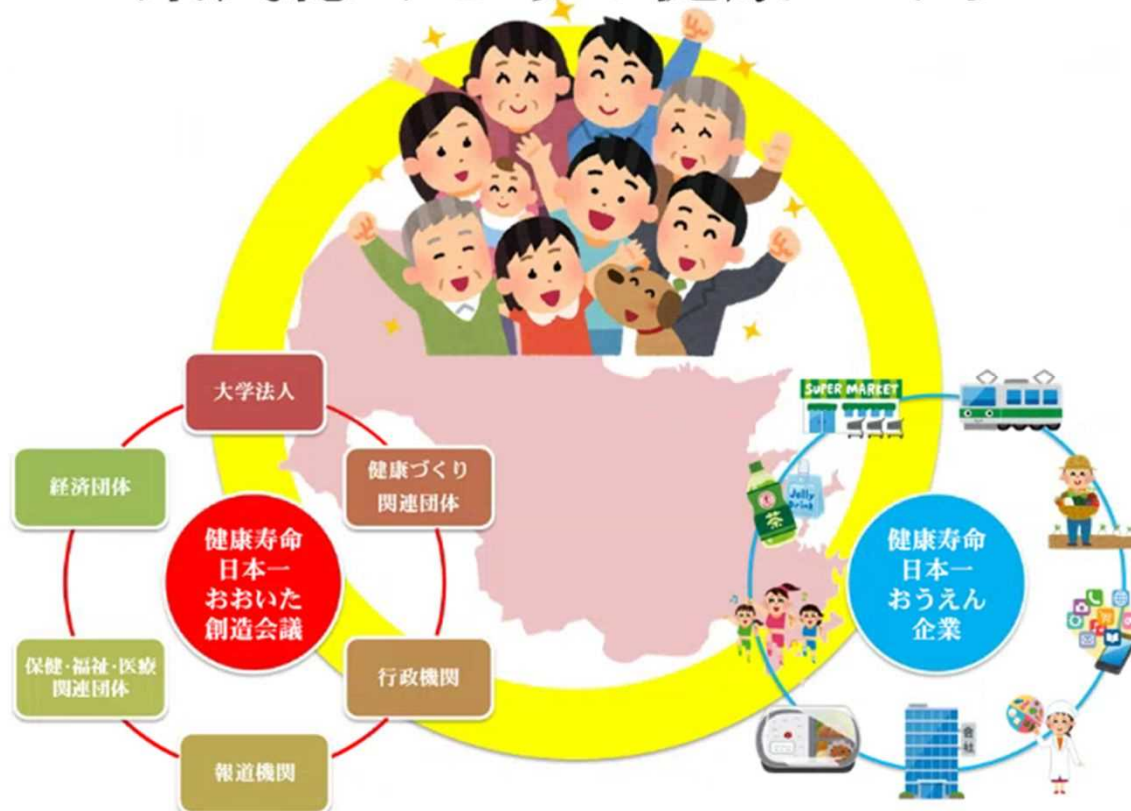 大学法人
経済団体
健康づくり
関連団体
健康寿命
日本一
おおいた
創造会議
保健・福祉・医療
関連団体
行政機関
報道機関
SUPER MARKET
Jelly
Drink
茶
健康寿命
日本一
おうえん
企業
会社